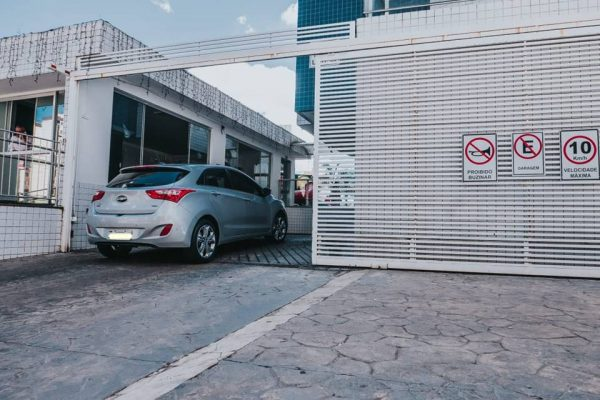 PROIBIDO
BUZINAR
E
GARAGEM
10
Km/h
VELOCIDADE
MÁXIMA